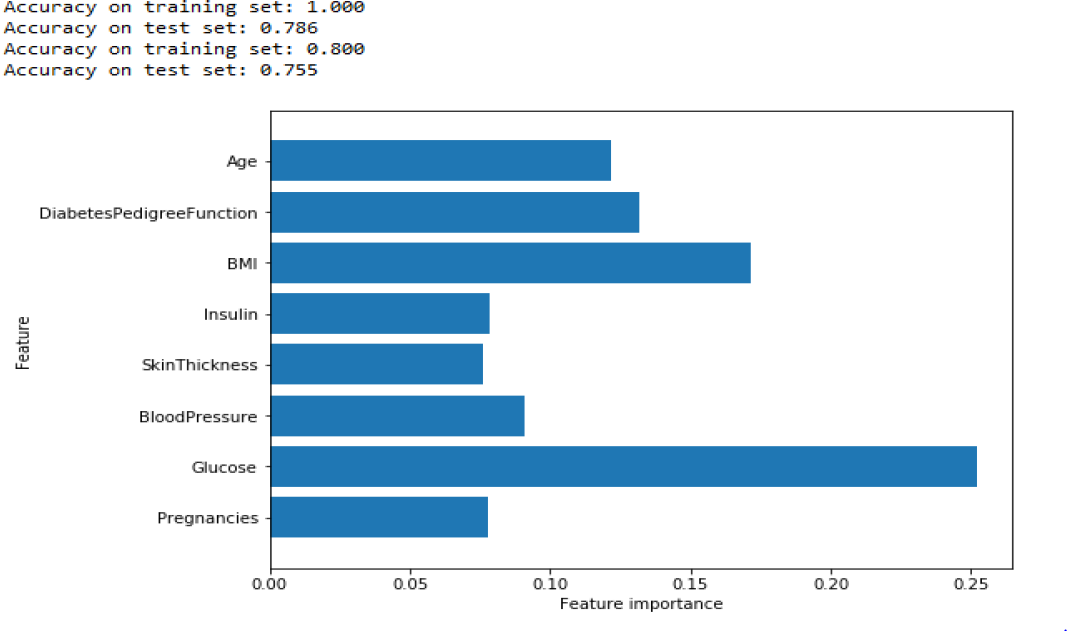 Accuracy on training set: 1.000
Accuracy on test set: 0.786
Accuracy on training set: 0.800
Accuracy on test set: 0.755
Age
DiabetesPedigreeFunction
BMI
Insulin
SkinThickness
BloodPressure
Glucose
Pregnancies
Feature
0.00 0.05 0.10 0.15 0.20 0.25
Feature importance